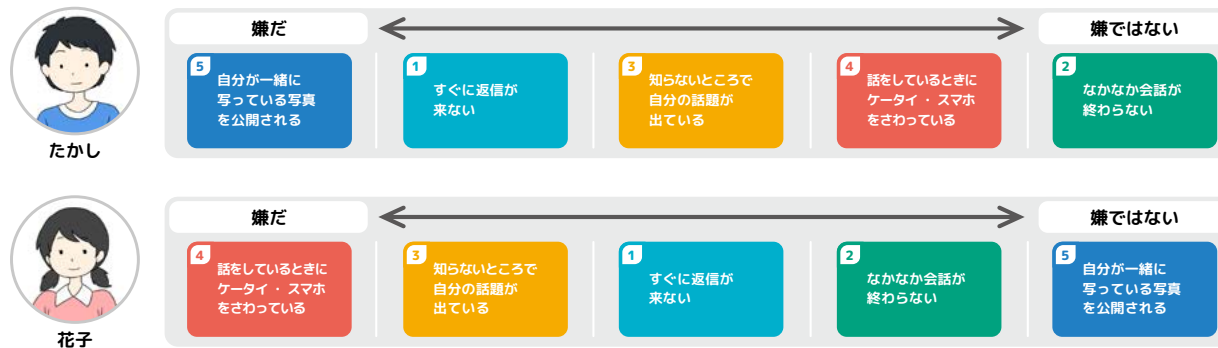 嫌だ
嫌ではない
5
自分が一緒に
写っている写真
を公開される
1
すぐに返信が
来ない
3
知らないところで
自分の話題が
出ている
4
話をしているときに
ケータイ・スマホ
をさわっている
2
なかなか会話が
終わらない
たかし
嫌だ
嫌ではない
4
話をしているときに
ケータイ・スマホ
をさわっている
3
知らないところで
自分の話題が
出ている
1
すぐに返信が
来ない
2
なかなか会話が
終わらない
5
自分が一緒に
写っている写真
を公開される
花子